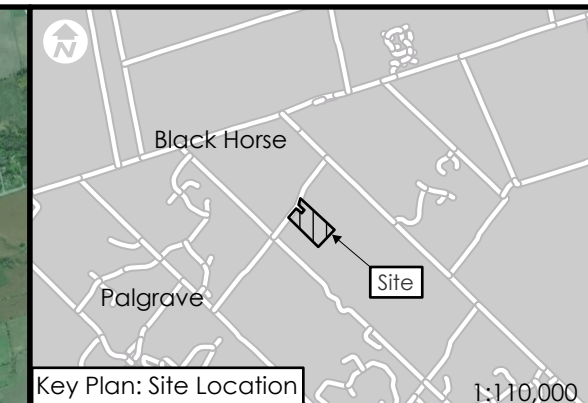 N
Black Horse
Site
Palgrave
Key Plan: Site Location
1:110,000